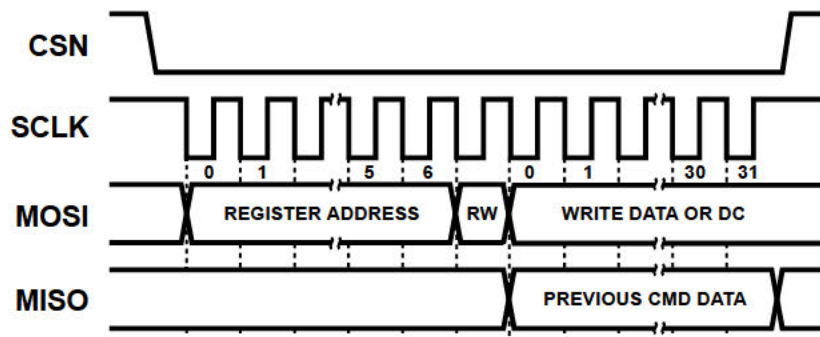 CSN
SCLK
0 1 5 6 0 1 30 31
MOSI REGISTER ADDRESS RW WRITE DATA OR DC
MISO PREVIOUS CMD DATA